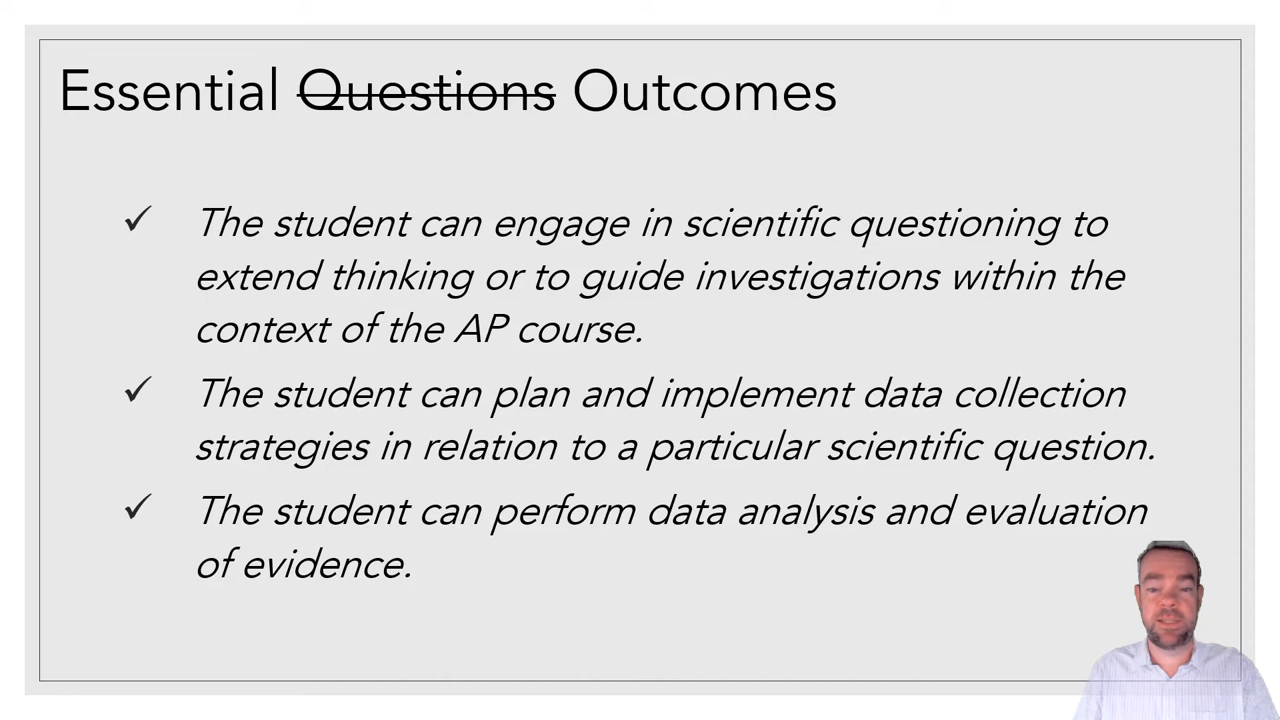 Essential Questions Outcomes
The student can engage in scientific questioning to
extend thinking or to guide investigations within the
context of the AP course.
The student can plan and implement data collection
strategies in relation to a particular scientific question.
The student can perform data analysis and evaluation
of evidence.